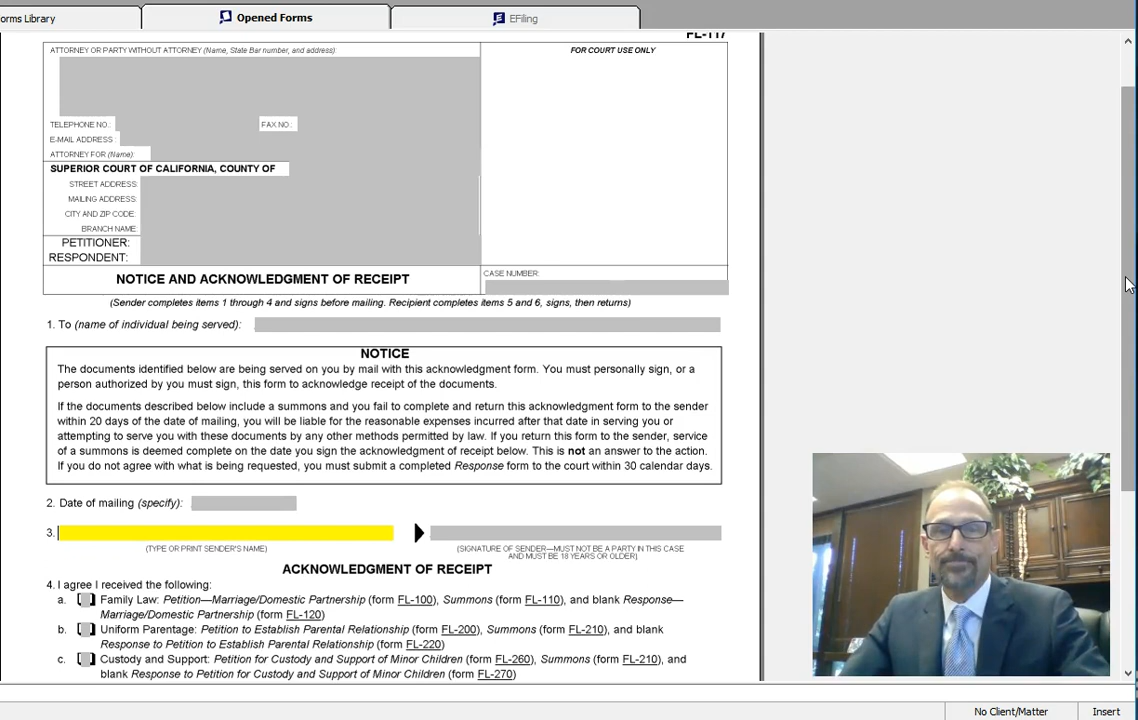 orms Library
Opened Forms
EFiling
FL-117
ATTORNEY OR PARTY WITHOUT ATTORNEY (Name, State Bar number, and address):
FOR COURT USE ONLY
TELEPHONE NO.: FAX NO.:
E-MAIL ADDRESS :
ATTORNEY FOR (Name):
SUPERIOR COURT OF CALIFORNIA, COUNTY OF
STREET ADDRESS:
MAILING ADDRESS:
CITY AND ZIP CODE:
BRANCH NAME:
PETITIONER:
RESPONDENT:
NOTICE AND ACKNOWLEDGMENT OF RECEIPT
CASE NUMBER:
(Sender completes items 1 through 4 and signs before mailing. Recipient completes items 5 and 6, signs, then returns)
1. To (name of individual being served):
NOTICE
The documents identified below are being served on you by mail with this acknowledgment form. You must personally sign, or a
person authorized by you must sign, this form to acknowledge receipt of the documents.
If the documents described below include a summons and you fail to complete and return this acknowledgment form to the sender
within 20 days of the date of mailing, you will be liable for the reasonable expenses incurred after that date in serving you or
attempting to serve you with these documents by any other methods permitted by law. If you return this form to the sender, service
of a summons is deemed complete on the date you sign the acknowledgment of receipt below. This is not an answer to the action.
If you do not agree with what is being requested, you must submit a completed Response form to the court within 30 calendar days.
2. Date of mailing (specify):
3.
(TYPE OR PRINT SENDER'S NAME)
(SIGNATURE OF SENDER—MUST NOT BE A PARTY IN THIS CASE
AND MUST BE 18 YEARS OR OLDER)
ACKNOWLEDGMENT OF RECEIPT
4. I agree I received the following:
a. Family Law: Petition—Marriage/Domestic Partnership (form FL-100), Summons (form FL-110), and blank Response—
Marriage/Domestic Partnership (form FL-120)
b. Uniform Parentage: Petition to Establish Parental Relationship (form FL-200), Summons (form FL-210), and blank
Response to Petition to Establish Parental Relationship (form FL-220)
c. Custody and Support: Petition for Custody and Support of Minor Children (form FL-260), Summons (form FL-210), and
blank Response to Petition for Custody and Support of Minor Children (form FL-270)
No Client/Matter
Insert